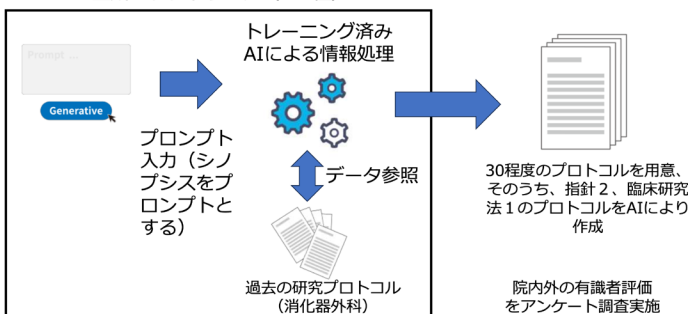 Prompt ...
Generative
トレーニング済み
AIによる情報処理
プロンプト
入力（シノ
プシスをプ
ロンプトと
する）
データ参照
過去の研究プロトコル
（消化器外科）
30程度のプロトコルを用意、
そのうち、指針２、臨床研究
法１のプロトコルをAIにより
作成
院内外の有識者評価
をアンケート調査実施